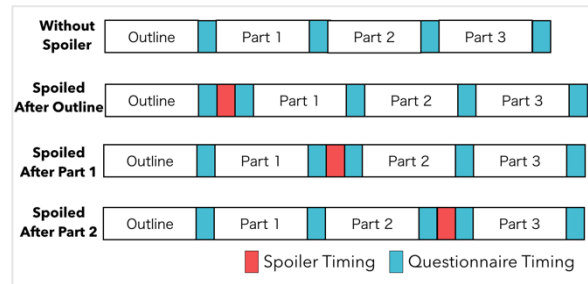 Without
Spoiler
Outline Part 1 Part 2 Part 3
Spoiled
After Outline
Outline Part 1 Part 2 Part 3
Spoiled
After Part 1
Outline Part 1 Part 2 Part 3
Spoiled
After Part 2
Outline Part 1 Part 2 Part 3
Spoiler Timing Questionnaire Timing